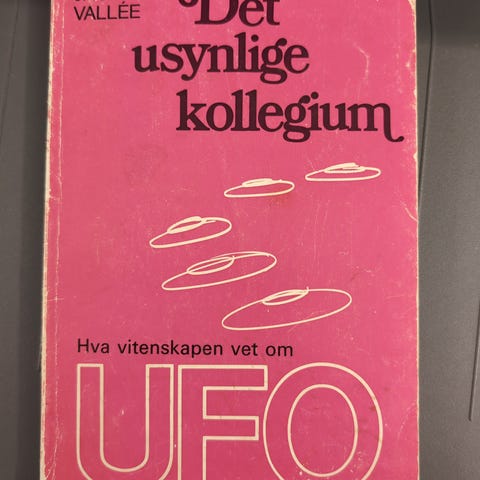 VALLÉE
Det
usynlige
kollegium
Hva vitenskapen vet om
UFO